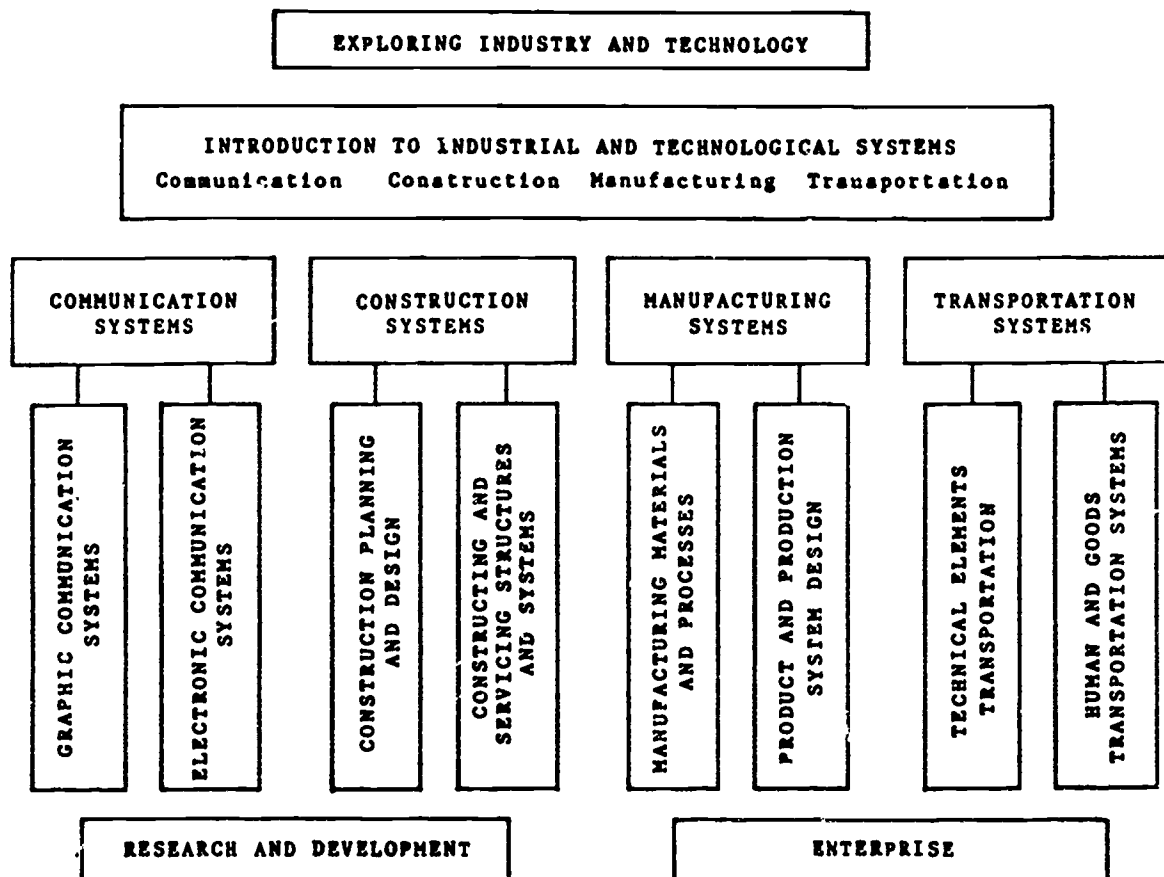 EXPLORING INDUSTRY AND TECHNOLOGY
INTRODUCTION TO INDUSTRIAL AND TECHNOLOGICAL SYSTEMS
Communication Construction Manufacturing Transportation
COMMUNICATION
SYSTEMS
CONSTRUCTION
SYSTEMS
MANUFACTURING
SYSTEMS
TRANSPORTATION
SYSTEMS
GRAPHIC COMMUNICATION
SYSTEMS
ELECTRONIC COMMUNICATION
SYSTEMS
CONSTRUCTION PLANNING
AND DESIGN
CONSTRUCTING AND
SERVICING STRUCTURES
AND SYSTEMS
MANUFACTURING MATERIALS
AND PROCESSES
PRODUCT AND PRODUCTION
SYSTEM DESIGN
TECHNICAL ELEMENTS
TRANSPORTATION
HUMAN AND GOODS
TRANSPORTATION SYSTEMS
RESEARCH AND DEVELOPMENT
ENTERPRISE